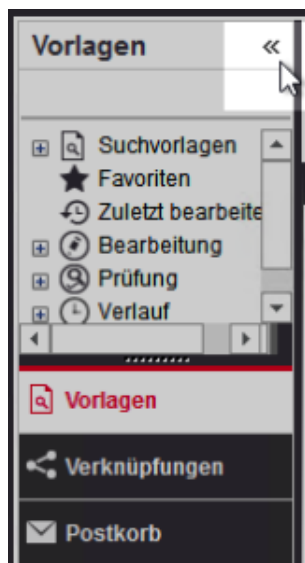 Vorlagen «
Suchvorlagen
Favoriten
Zuletzt bearbeite
Bearbeitung
Prüfung
Verlauf
Vorlagen
Verknüpfungen
Postkorb